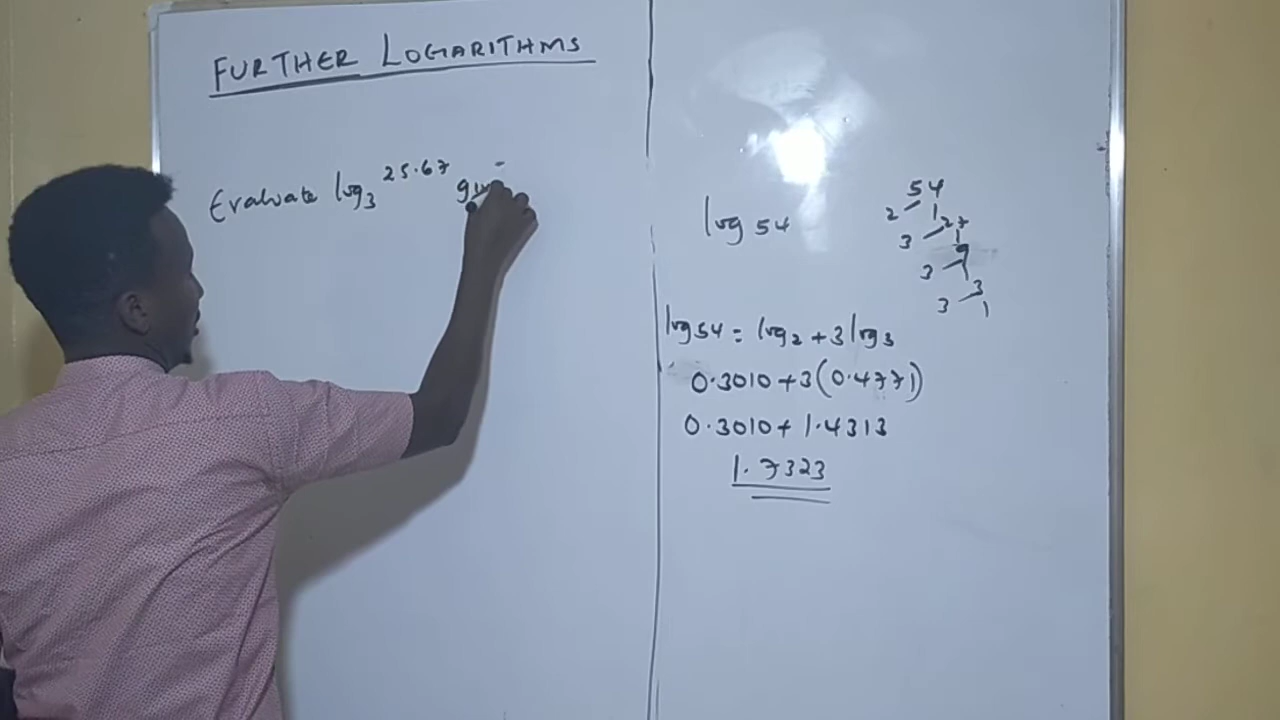 FURTHER LOGARITHMS
Evaluate log₃ 25.67
log 54
54
2 27
3 9
3 3
3 1
log 54 = log 2 + 3 log 3
0.3010 + 3(0.4771)
0.3010 + 1.4313
1.7323